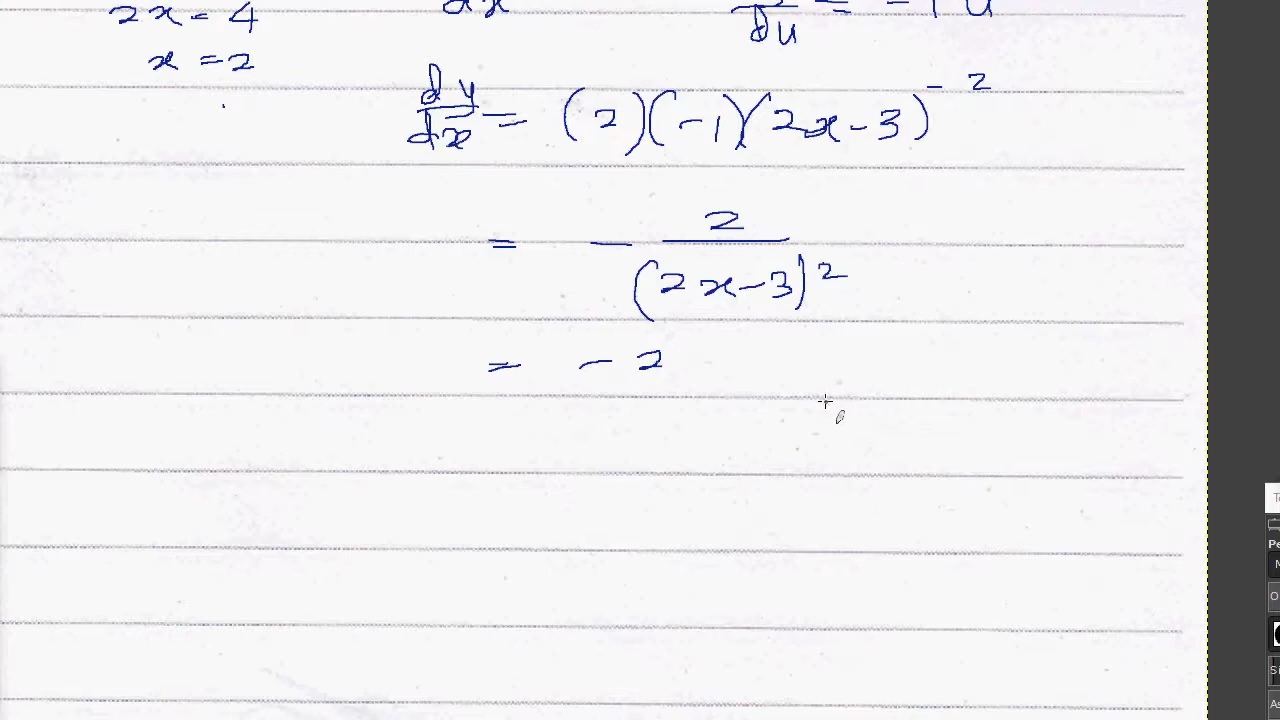 2x = 4
x = 2
dy/dx = (2)(-1)(2x-3)^-2
= - 2/(2x-3)^2
= -2